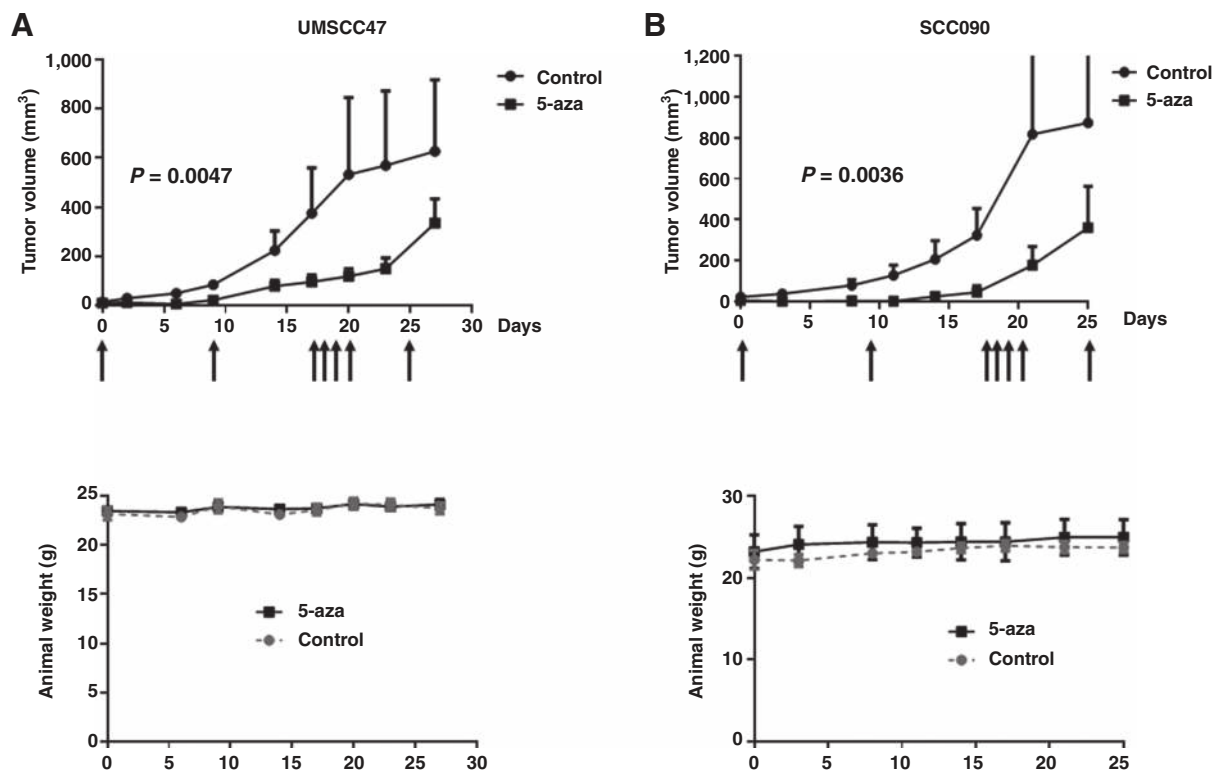 A
UMSCC47
1,000
800
600
400
200
0
Tumor volume (mm³)
P = 0.0047
Control
5-aza
0 5 10 15 20 25 30
Days
B
SCC090
1,200
1,000
800
600
400
200
0
Tumor volume (mm³)
P = 0.0036
Control
5-aza
0 5 10 15 20 25
Days
25
20
15
10
5
0
Animal weight (g)
5-aza
Control
0 5 10 15 20 25 30
30
20
10
0
Animal weight (g)
5-aza
Control
0 5 10 15 20 25